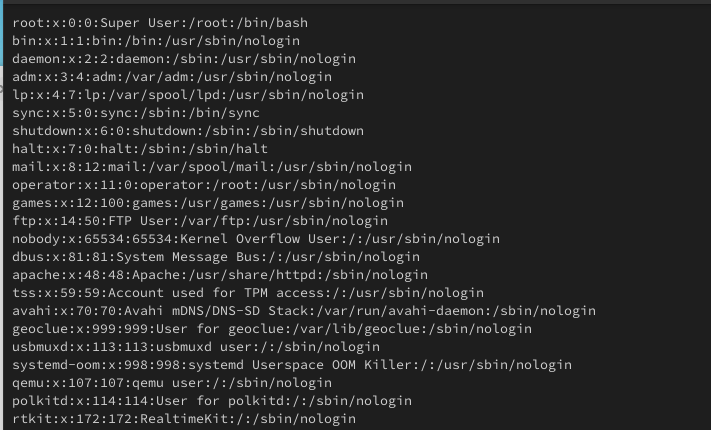 root:x:0:0:Super User:/root:/bin/bash
bin:x:1:1:bin:/bin:/usr/sbin/nologin
daemon:x:2:2:daemon:/sbin:/usr/sbin/nologin
adm:x:3:4:adm:/var/adm:/usr/sbin/nologin
lp:x:4:7:lp:/var/spool/lpd:/usr/sbin/nologin
sync:x:5:0:sync:/sbin:/bin/sync
shutdown:x:6:0:shutdown:/sbin:/sbin/shutdown
halt:x:7:0:halt:/sbin:/sbin/halt
mail:x:8:12:mail:/var/spool/mail:/usr/sbin/nologin
operator:x:11:0:operator:/root:/usr/sbin/nologin
games:x:12:100:games:/usr/games:/usr/sbin/nologin
ftp:x:14:50:FTP User:/var/ftp:/usr/sbin/nologin
nobody:x:65534:65534:Kernel Overflow User:/:/usr/sbin/nologin
dbus:x:81:81:System Message Bus:/:/usr/sbin/nologin
apache:x:48:48:Apache:/usr/share/httpd:/sbin/nologin
tss:x:59:59:Account used for TPM access:/:/usr/sbin/nologin
avahi:x:70:70:Avahi mDNS/DNS-SD Stack:/var/run/avahi-daemon:/sbin/nologin
geoclue:x:999:999:User for geoclue:/var/lib/geoclue:/sbin/nologin
usbmuxd:x:113:113:usbmuxd user:/:/sbin/nologin
systemd-oom:x:998:998:systemd Userspace OOM Killer:/:/usr/sbin/nologin
qemu:x:107:107:qemu user:/:/sbin/nologin
polkitd:x:114:114:User for polkitd:/:/sbin/nologin
rtkit:x:172:172:RealtimeKit:/:/sbin/nologin